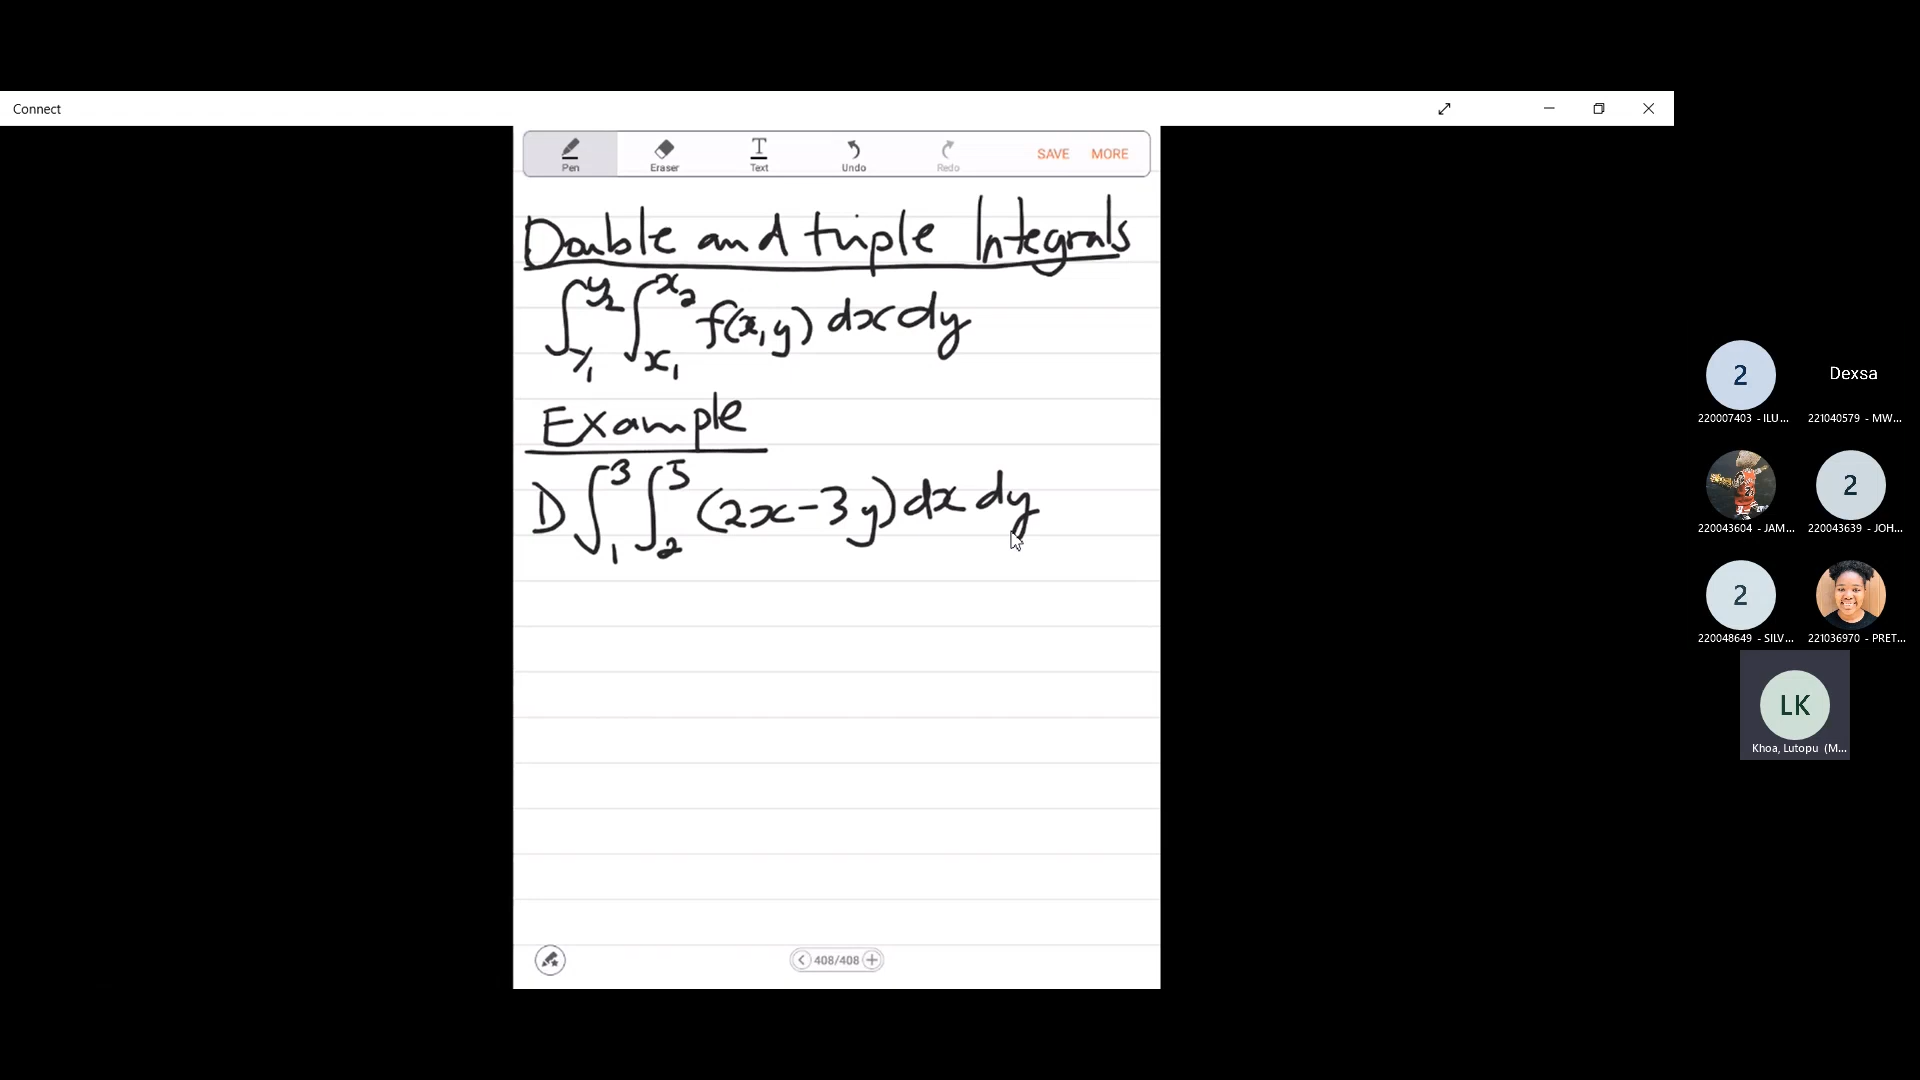 Connect
Pen Eraser Text Undo Redo SAVE MORE
Double and triple Integrals
∫_{y₁}^{y₂} ∫_{x₁}^{x₂} f(x,y) dx dy
Example
1) ∫_{1}^{3} ∫_{2}^{5} (2x-3y) dx dy
408/408
2 Dexsa
220007403 - ILU... 221040579 - MW...
2
220043604 - JAM... 220043639 - JOH...
2
220048649 - SILV... 221036970 - PRET...
LK
Khoa, Lutopu (M...